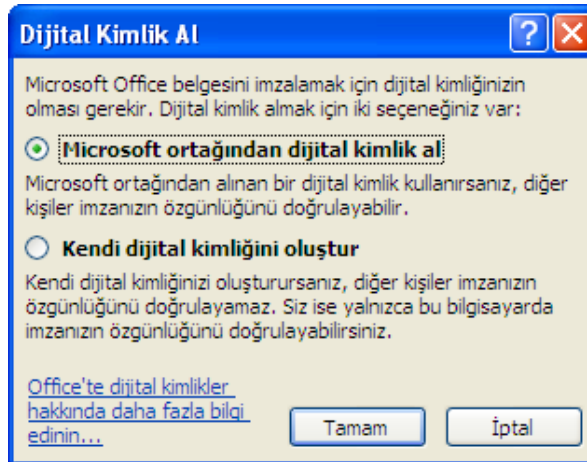 Dijital Kimlik Al
Microsoft Office belgesini imzalamak için dijital kimliğinizin
olması gerekir. Dijital kimlik almak için iki seçeneğiniz var:
Microsoft ortağından dijital kimlik al
Microsoft ortağından alınan bir dijital kimlik kullanırsanız, diğer
kişiler imzanızın özgünlüğünü doğrulayabilir.
Kendi dijital kimliğini oluştur
Kendi dijital kimliğinizi oluşturursanız, diğer kişiler imzanızın
özgünlüğünü doğrulayamaz. Siz ise yalnızca bu bilgisayarda
imzanızın özgünlüğünü doğrulayabilirsiniz.
Office'te dijital kimlikler
hakkında daha fazla bilgi
edinin...
Tamam
İptal